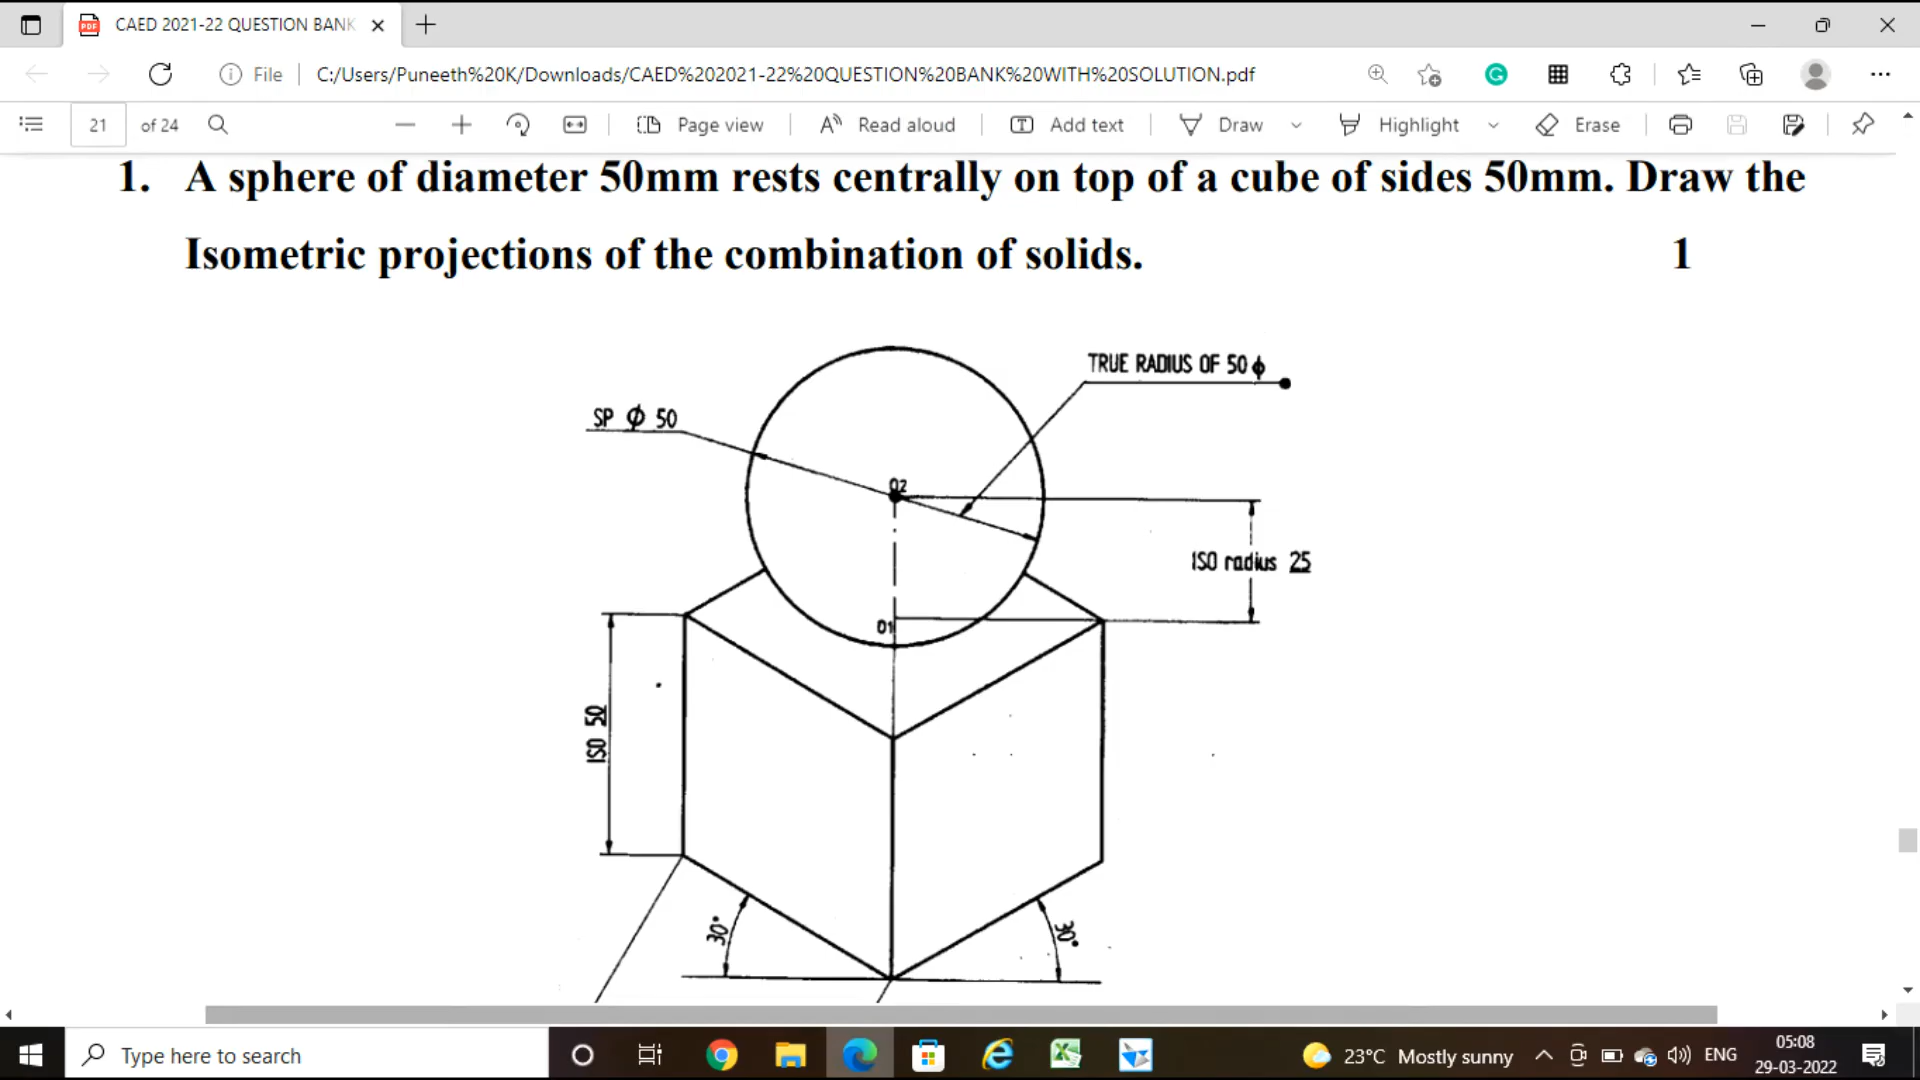 CAED 2021-22 QUESTION BANK
File
C:/Users/Puneeth%20K/Downloads/CAED%202021-22%20QUESTION%20BANK%20WITH%20SOLUTION.pdf
21 of 24
Page view
Read aloud
Add text
Draw
Highlight
Erase
1. A sphere of diameter 50mm rests centrally on top of a cube of sides 50mm. Draw the
Isometric projections of the combination of solids. 1
TRUE RADIUS OF 50 ϕ
SP ϕ 50
O2
ISO radius 25
O1
ISO 50
30°
30°
Type here to search
23°C Mostly sunny
ENG
05:08
29-03-2022